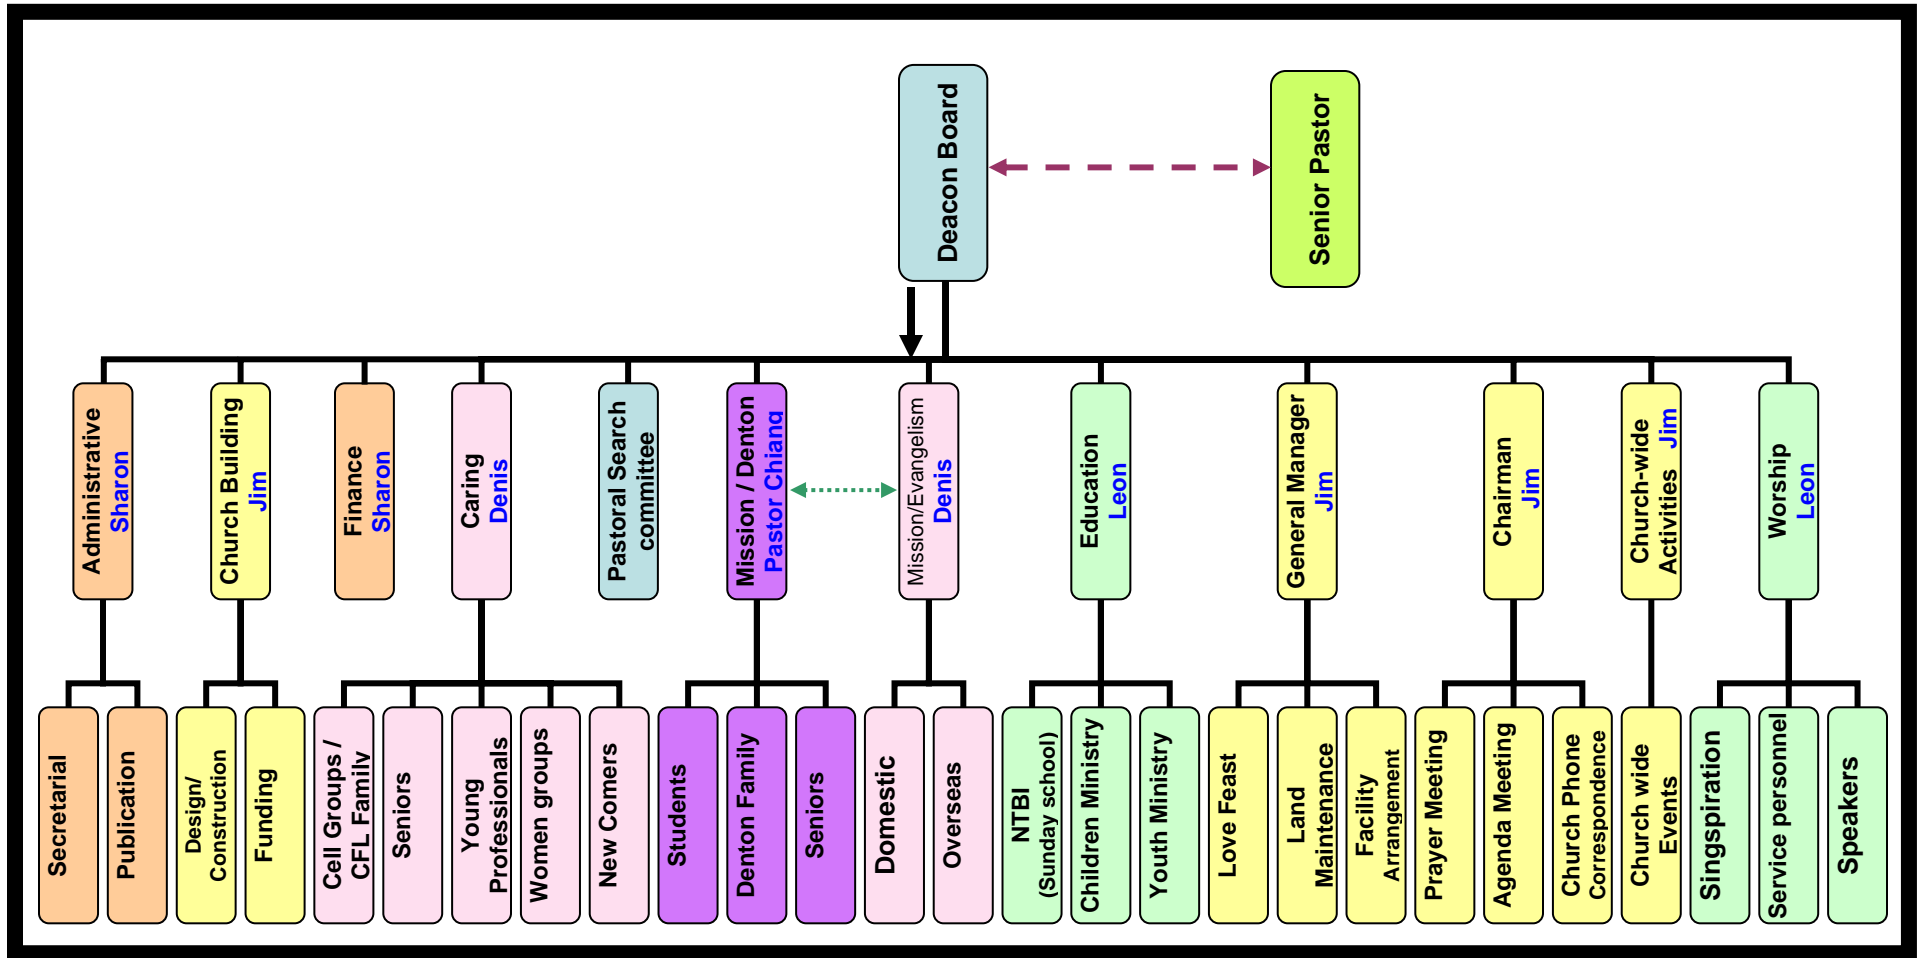 Deacon Board
Senior Pastor
Administrative
Sharon
Church Building
Jim
Finance
Sharon
Caring
Denis
Pastoral Search
committee
Mission / Denton
Pastor Chiang
Mission/Evangelism
Denis
Education
Leon
General Manager
Jim
Chairman
Jim
Church-wide
Activities Jim
Worship
Leon
Secretarial
Publication
Design/
Construction
Funding
Cell Groups /
CFL Family
Seniors
Young
Professionals
Women groups
New Comers
Students
Denton Family
Seniors
Domestic
Overseas
NTBI
(Sunday school)
Children Ministry
Youth Ministry
Love Feast
Land
Maintenance
Facility
Arrangement
Prayer Meeting
Agenda Meeting
Church Phone
Correspondence
Church wide
Events
Singspiration
Service personnel
Speakers